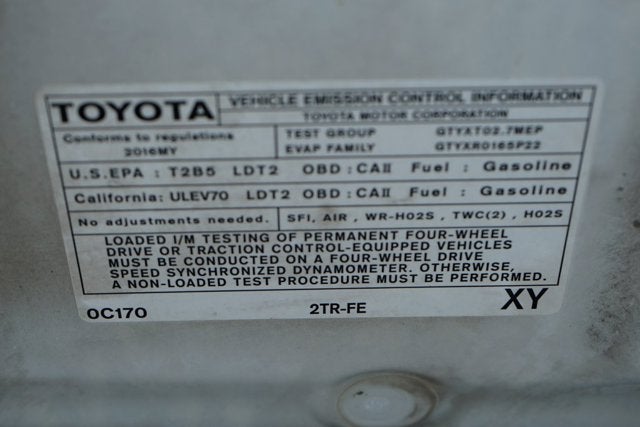 TOYOTA
VEHICLE EMISSION CONTROL INFORMATION
TOYOTA MOTOR CORPORATION
Conforms to regulations
2016MY
TEST GROUP GTYAT02.7MEP
EVAP FAMILY GTYXR0165P22
U.S.EPA : T2B5 LDT2 OBD : CAII Fuel : Gasoline
California: ULEV70 LDT2 OBD : CAII Fuel : Gasoline
No adjustments needed.
SFI, AIR , WR-HO2S , TWC(2) , HO2S
LOADED I/M TESTING OF PERMANENT FOUR-WHEEL
DRIVE OR TRACTION CONTROL-EQUIPPED VEHICLES
MUST BE CONDUCTED ON A FOUR-WHEEL DRIVE
SPEED SYNCHRONIZED DYNAMOMETER. OTHERWISE,
A NON-LOADED TEST PROCEDURE MUST BE PERFORMED.
0C170 2TR-FE XY